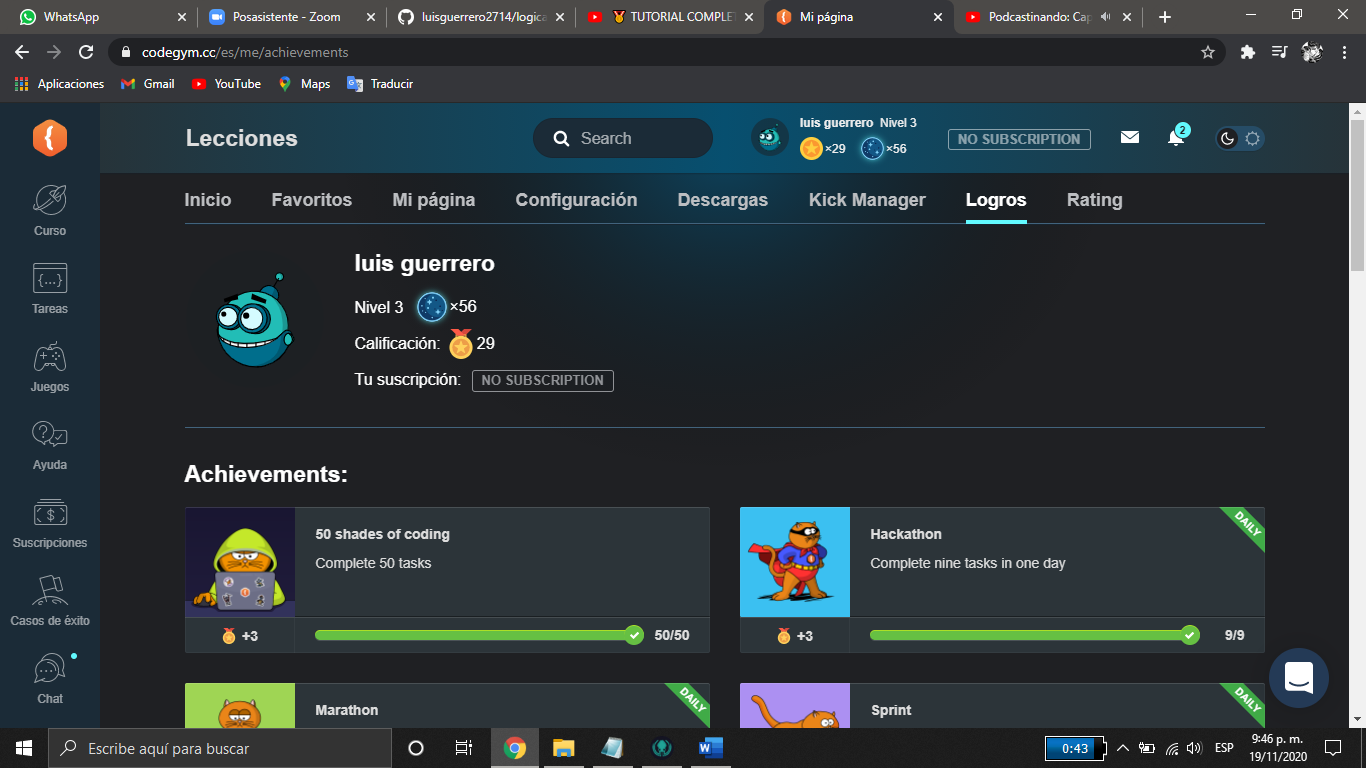 WhatsApp
Posasistente - Zoom
luisguerrero2714/logica
TUTORIAL COMPLE
Mi página
Podcastinando: Cap
codegym.cc/es/me/achievements
Aplicaciones
Gmail
YouTube
Maps
Traducir
Lecciones
Search
luis guerrero Nivel 3
×29 ×56
NO SUBSCRIPTION
2
Inicio
Favoritos
Mi página
Configuración
Descargas
Kick Manager
Logros
Rating
Curso
{...}
Tareas
Juegos
Ayuda
Suscripciones
Casos de éxito
Chat
luis guerrero
Nivel 3 ×56
Calificación: 29
Tu suscripción: NO SUBSCRIPTION
Achievements:
50 shades of coding
Complete 50 tasks
+3
50/50
DAILY
Hackathon
Complete nine tasks in one day
+3
9/9
DAILY
Marathon
DAILY
Sprint
Escribe aquí para buscar
0:43
ESP
9:46 p. m.
19/11/2020